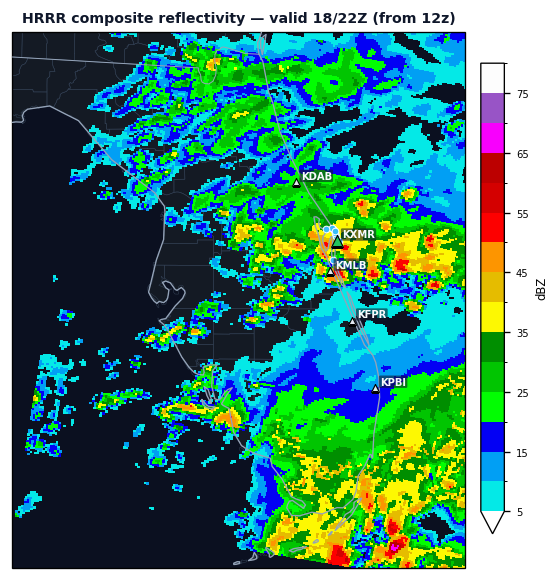 HRRR composite reflectivity — valid 18/22Z (from 12z)
75
65
55
45
35
25
15
5
dBZ
KDAB
KXMR
KMLB
KFPR
KPBI